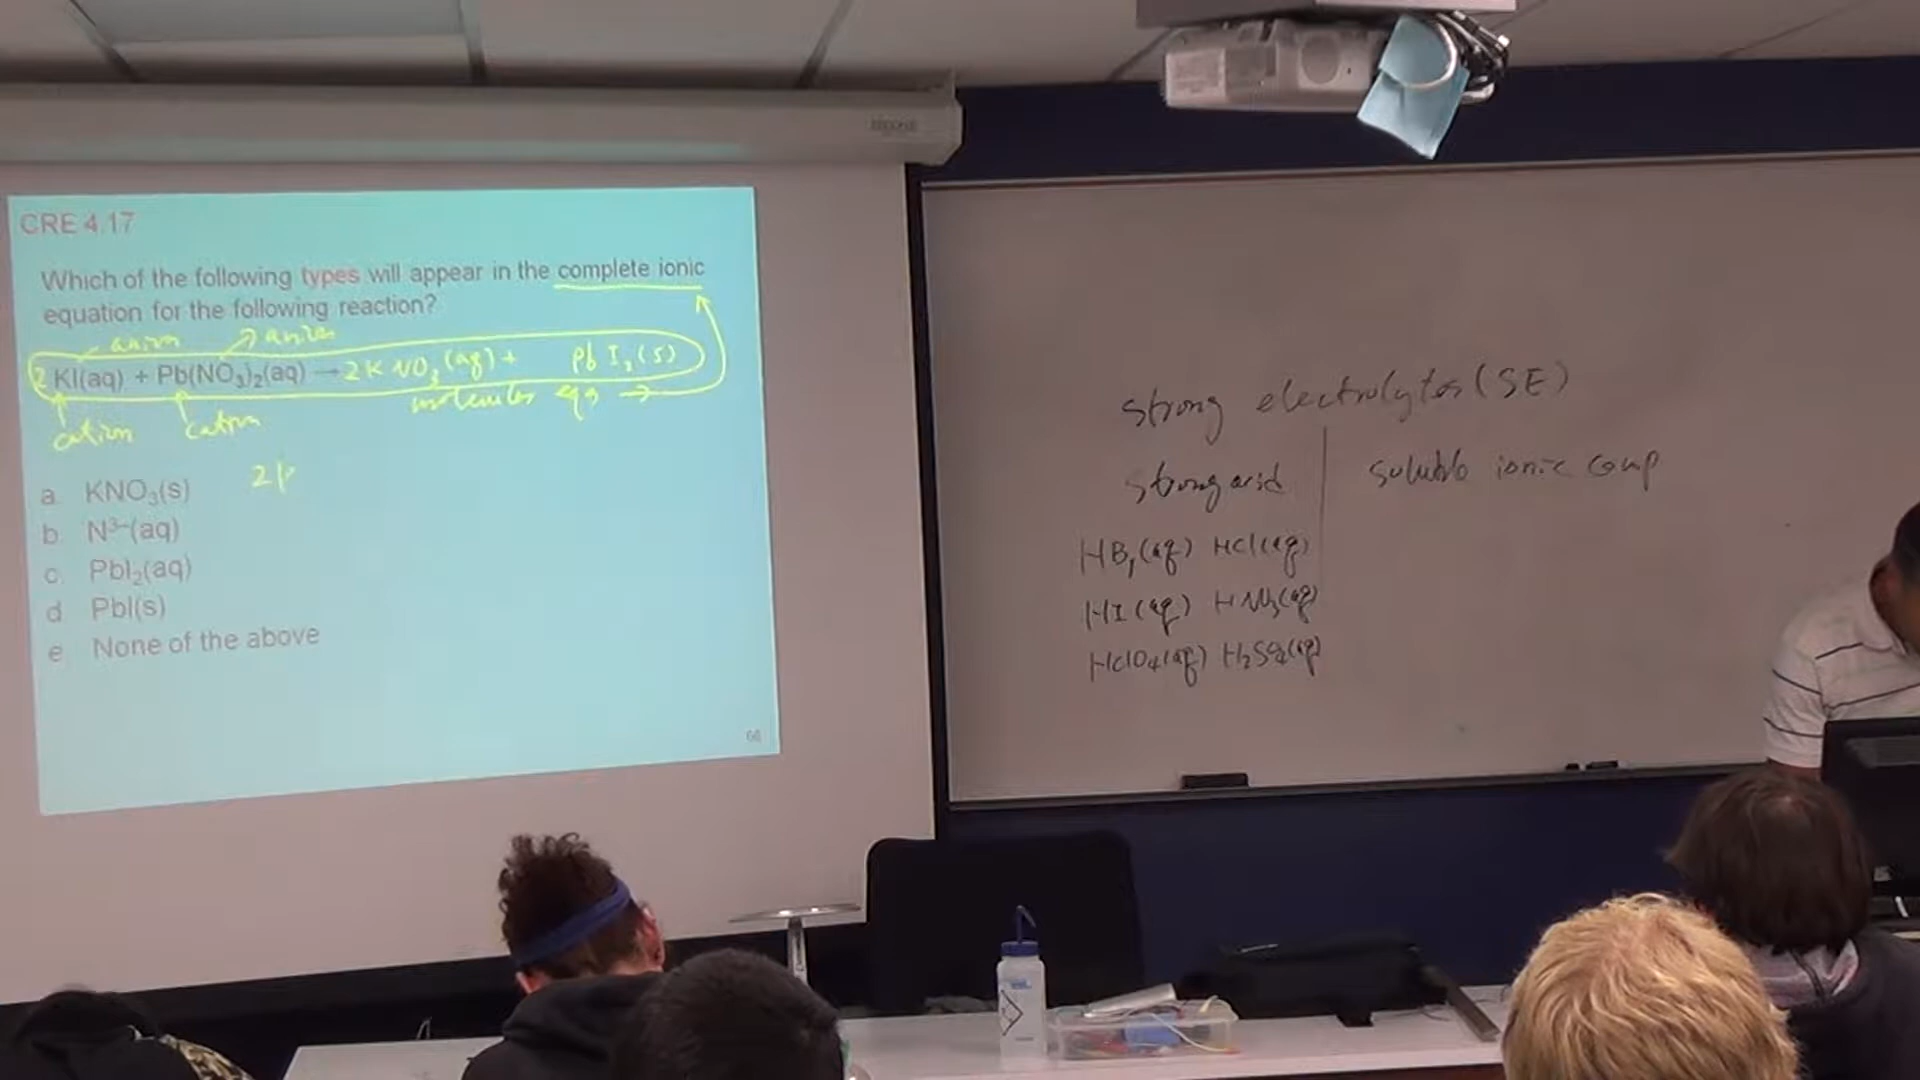 CRE 4.17
Which of the following types will appear in the complete ionic
equation for the following reaction?
anion anion
2 KI(aq) + Pb(NO₃)₂(aq) → 2K NO₃(aq) + Pb I₂(s)
molecular eqn →
cation cation
2K
a. KNO₃(s)
b. N³⁻(aq)
c. PbI₂(aq)
d. PbI(s)
e. None of the above
strong electrolytes (SE)
strong acid soluble ionic comp
HBr(aq) HCl(aq)
HI(aq) HNO₃(aq)
HClO₄(aq) H₂SO₄(aq)